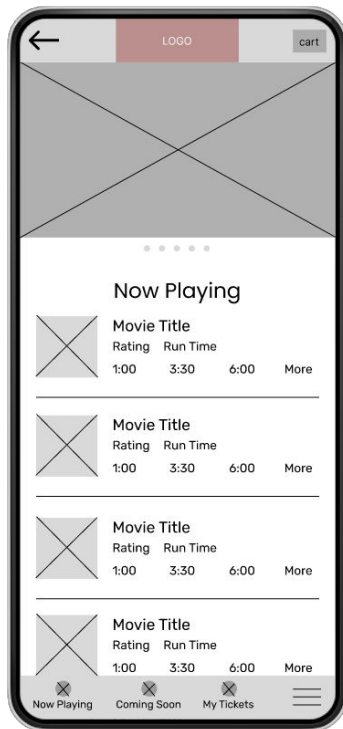 LOGO
cart
Now Playing
Movie Title
Rating Run Time
1:00 3:30 6:00 More
Movie Title
Rating Run Time
1:00 3:30 6:00 More
Movie Title
Rating Run Time
1:00 3:30 6:00 More
Movie Title
Rating Run Time
1:00 3:30 6:00 More
Now Playing Coming Soon My Tickets